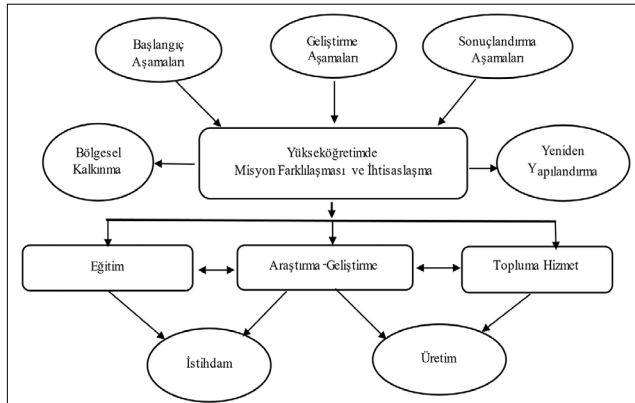 Başlangıç
Aşamaları
Geliştirme
Aşamaları
Sonuçlandırma
Aşamaları
Bölgesel
Kalkınma
Yükseköğretimde
Misyon Farklılaşması ve İhtisaslaşma
Yeniden
Yapılandırma
Eğitim
Araştırma-Geliştirme
Topluma Hizmet
İstihdam
Üretim